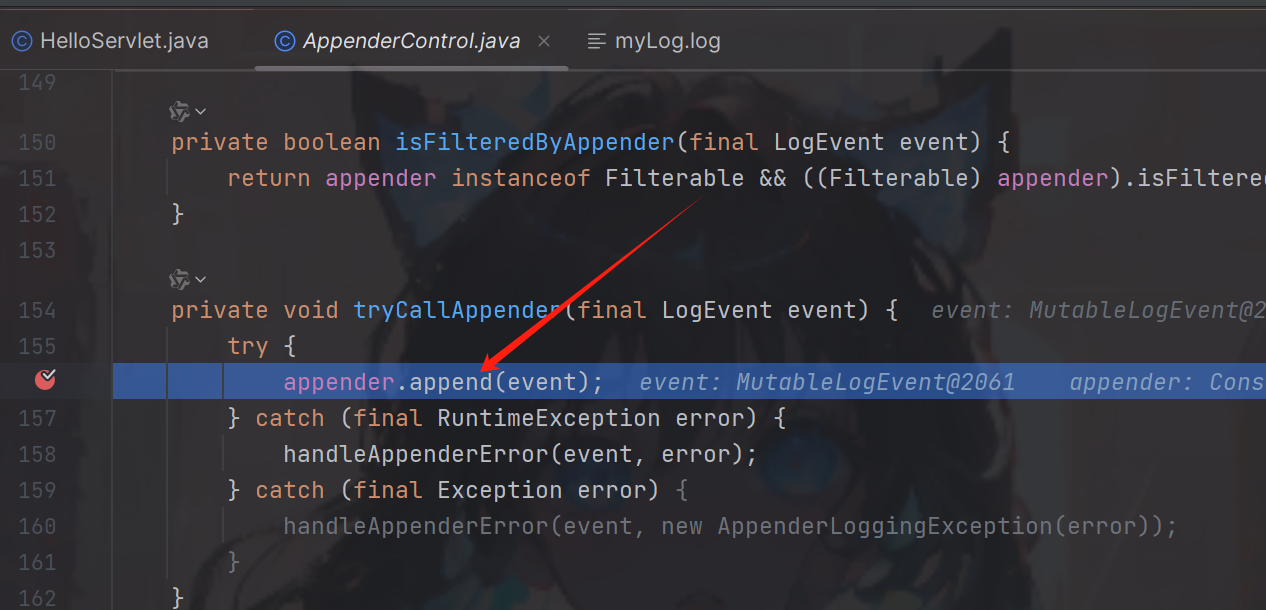 HelloServlet.java AppenderControl.java myLog.log
149
150 private boolean isFilteredByAppender(final LogEvent event) {
151 return appender instanceof Filterable && ((Filterable) appender).isFiltere
152 }
153
154 private void tryCallAppender(final LogEvent event) { event: MutableLogEvent@2
155 try {
appender.append(event); event: MutableLogEvent@2061 appender: Cons
157 } catch (final RuntimeException error) {
158 handleAppenderError(event, error);
159 } catch (final Exception error) {
160 handleAppenderError(event, new AppenderLoggingException(error));
161 }
162 }